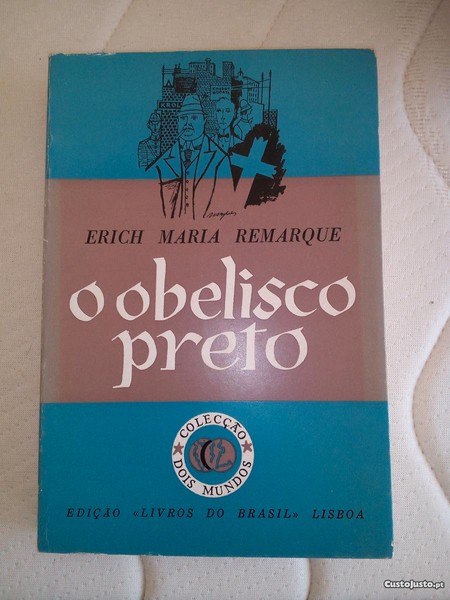 ERICH MARIA REMARQUE
o obelisco
preto
COLECÇÃO
DOIS MUNDOS
EDIÇÃO «LIVROS DO BRASIL» LISBOA
CustoJusto.pt